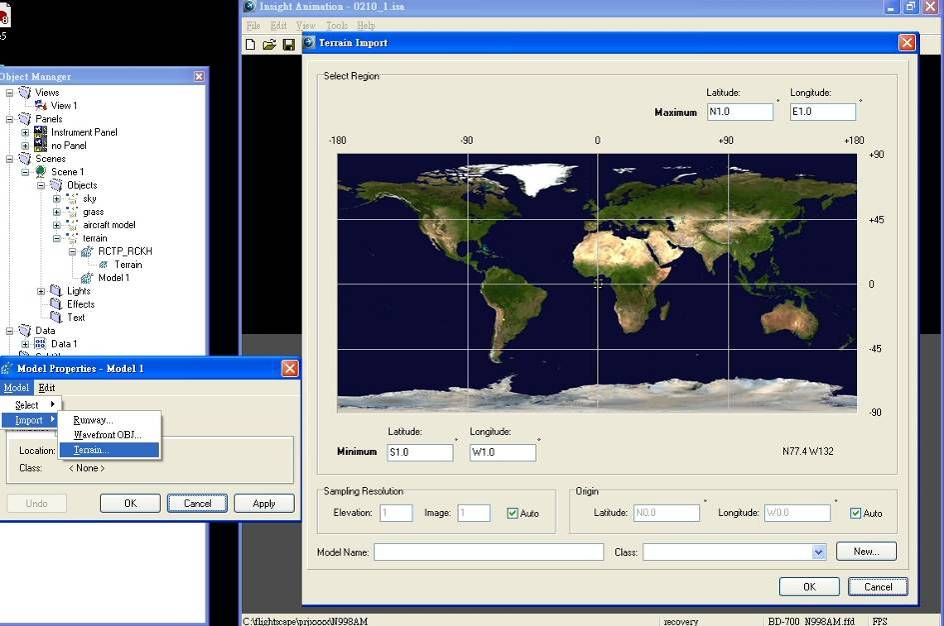 Insight Animation - 0210_1.isa
File Edit View Tools Help
Object Manager
Views
View 1
Panels
Instrument Panel
no Panel
Scenes
Scene 1
Objects
sky
grass
aircraft model
terrain
RCTP_RCKH
Terrain
Model 1
Lights
Effects
Text
Data
Data 1
Model Properties - Model 1
Model Edit
Select
Import
Runway...
Wavefront OBJ...
Terrain...
Location:
Class: < None >
Undo OK Cancel Apply
Terrain Import
Select Region
Latitude: Longitude:
Maximum N1.0 ° E1.0 °
-180 -90 0 +90 +180
+90
+45
0
-45
-90
Latitude: Longitude:
Minimum S1.0 ° W1.0 °
N77.4 W132
Sampling Resolution
Elevation: 1 Image: 1 Auto
Origin
Latitude: N0.0 ° Longitude: W0.0 ° Auto
Model Name: Class: New...
OK Cancel
C:\flightscape\prjxxxx\N998AM recovery BD-700_N998AM.ffd FPS